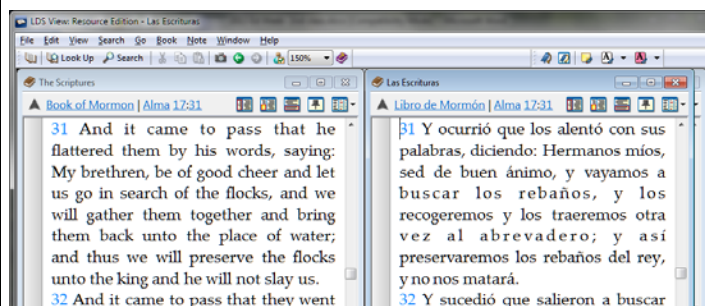 LDS View: Resource Edition - Las Escrituras
File Edit View Search Go Book Note Window Help
Look Up Search 150%
The Scriptures
Book of Mormon | Alma 17:31
31 And it came to pass that he
flattered them by his words, saying:
My brethren, be of good cheer and let
us go in search of the flocks, and we
will gather them together and bring
them back unto the place of water;
and thus we will preserve the flocks
unto the king and he will not slay us.
32 And it came to pass that they went
Las Escrituras
Libro de Mormón | Alma 17:31
31 Y ocurrió que los alentó con sus
palabras, diciendo: Hermanos míos,
sed de buen ánimo, y vayamos a
buscar los rebaños, y los
recogeremos y los traeremos otra
vez al abrevadero; y así
preservaremos los rebaños del rey,
y no nos matará.
32 Y sucedió que salieron a buscar